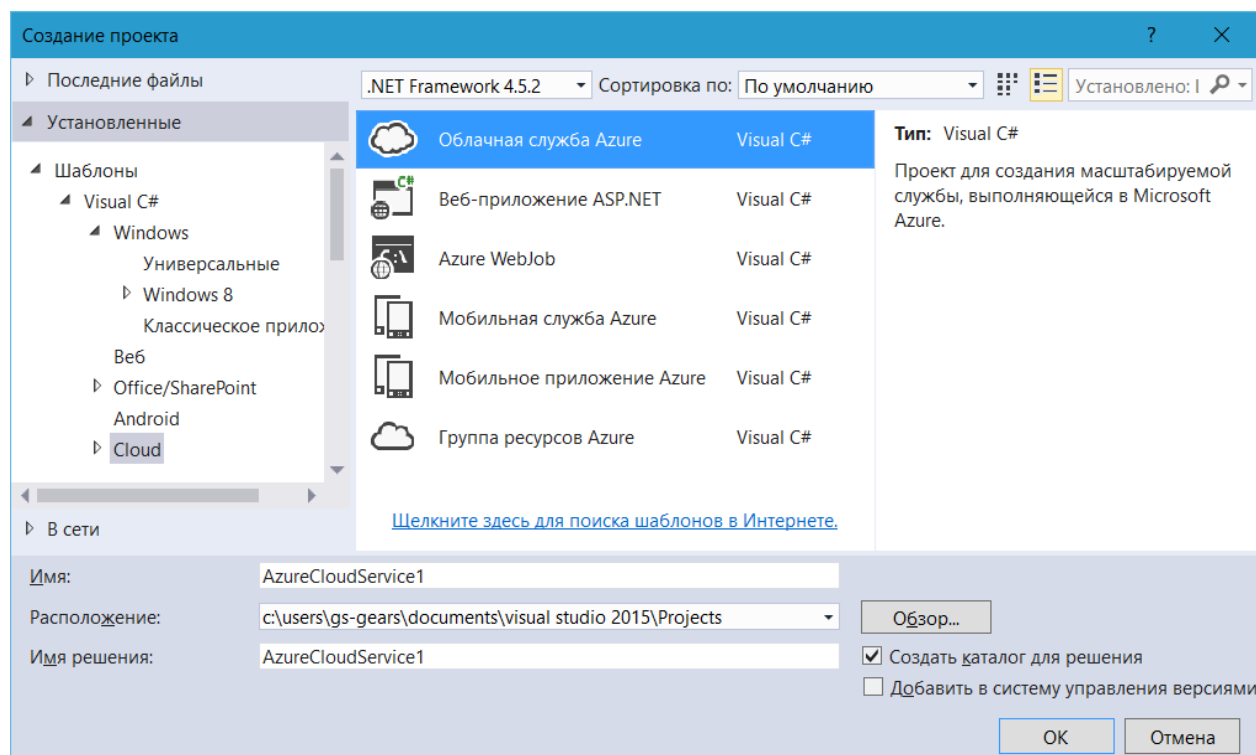 Создание проекта
?
Последние файлы
.NET Framework 4.5.2
Сортировка по:
По умолчанию
Установлено: I
Установленные
Шаблоны
Visual C#
Windows
Универсальные
Windows 8
Классическое прилож
Веб
Office/SharePoint
Android
Cloud
В сети
Облачная служба Azure Visual C#
C#
Веб-приложение ASP.NET Visual C#
Azure WebJob Visual C#
Мобильная служба Azure Visual C#
Мобильное приложение Azure Visual C#
Группа ресурсов Azure Visual C#
Щелкните здесь для поиска шаблонов в Интернете.
Тип: Visual C#
Проект для создания масштабируемой
службы, выполняющейся в Microsoft
Azure.
Имя: AzureCloudService1
Расположение: c:\users\gs-gears\documents\visual studio 2015\Projects
Обзор...
Имя решения: AzureCloudService1
Создать каталог для решения
Добавить в систему управления версиями
ОК
Отмена